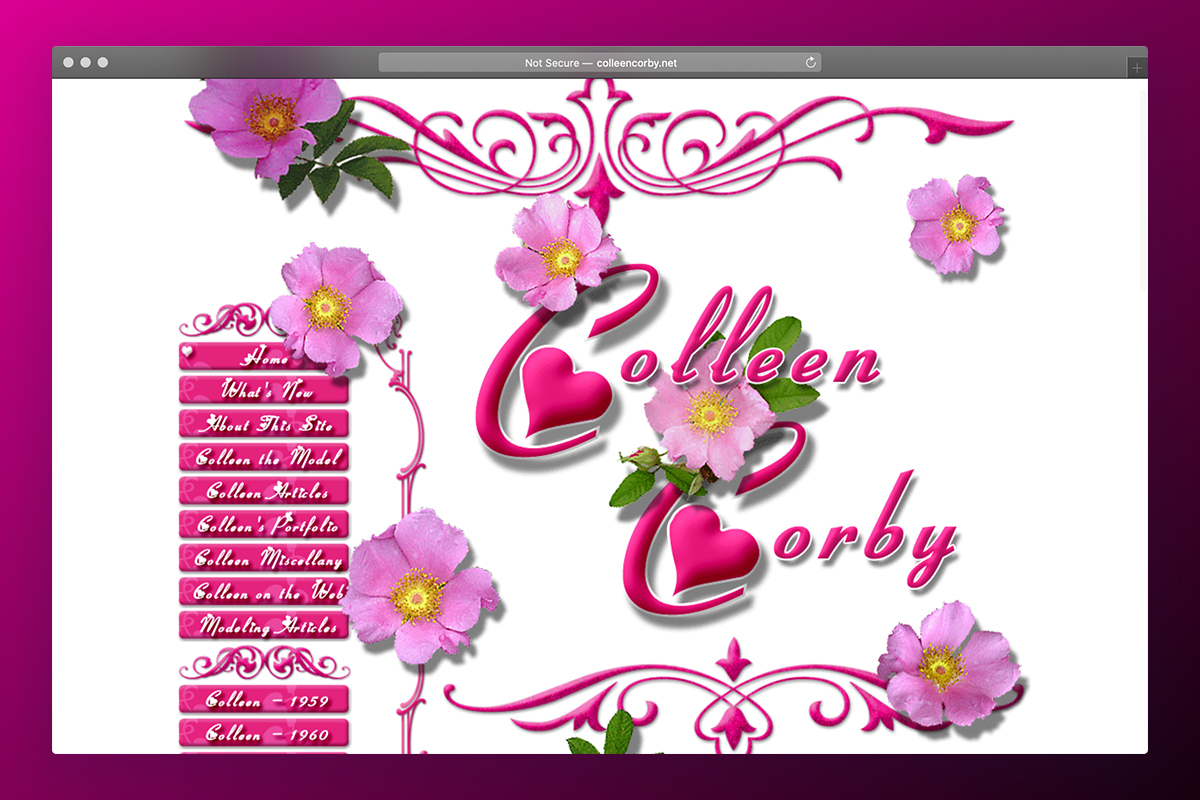 Not Secure — colleencorby.net
Colleen
Corby
Home
What's New
About This Site
Colleen the Model
Colleen Articles
Colleen's Portfolio
Colleen Miscellany
Colleen on the Web
Modeling Articles
Colleen - 1959
Colleen - 1960